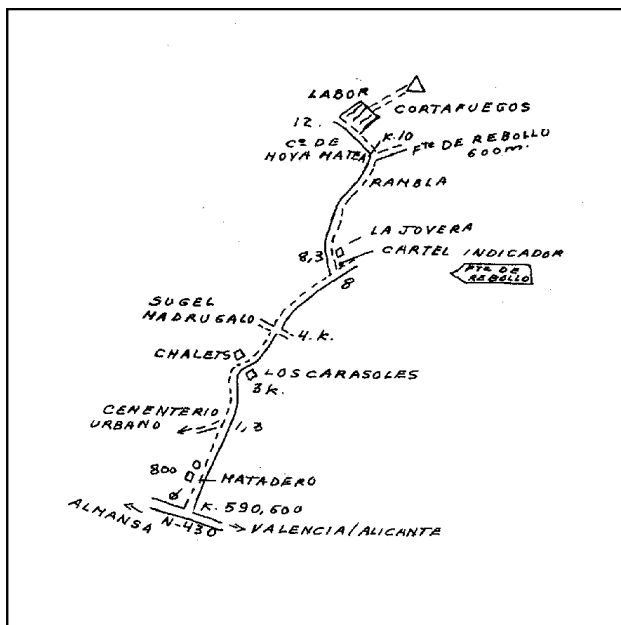 LABOR
CORTAFUEGOS
12.
K.10
Cº DE
HOYA MATEA
Fte DE REBOLLO
600m.
RAMBLA
LA JOVERA
8,3
CARTEL INDICADOR
FTE DE
REBOLLO
8
SUGEL
MADRUGALO
4.K.
CHALETS
LOS CARASOLES
3K.
CEMENTERIO
URBANO
1,3
800
MATADERO
K. 590,600
ALMANSA
N-430
VALENCIA/ALICANTE